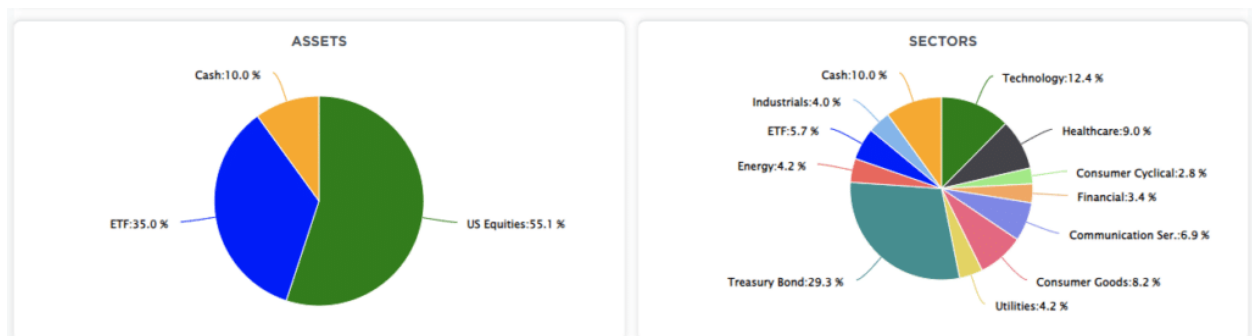 ASSETS
Cash:10.0 %
ETF:35.0 %
US Equities:55.1 %
SECTORS
Cash:10.0 %
Technology:12.4 %
Industrials:4.0 %
ETF:5.7 %
Healthcare:9.0 %
Energy:4.2 %
Consumer Cyclical:2.8 %
Financial:3.4 %
Communication Ser.:6.9 %
Treasury Bond:29.3 %
Consumer Goods:8.2 %
Utilities:4.2 %